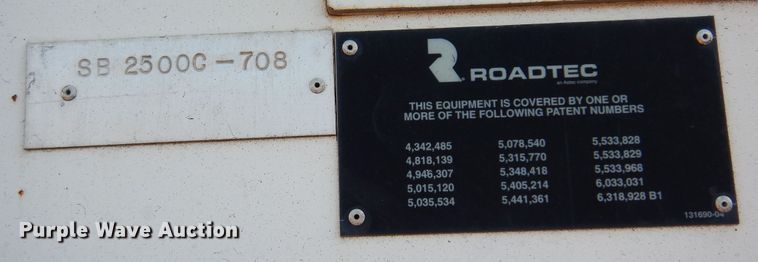 SB 2500C-708
ROADTEC
an Astec company
THIS EQUIPMENT IS COVERED BY ONE OR
MORE OF THE FOLLOWING PATENT NUMBERS
4,342,485 5,078,540 5,533,828
4,818,139 5,315,770 5,533,829
4,946,307 5,348,418 5,533,968
5,015,120 5,405,214 6,033,031
5,035,534 5,441,361 6,318,928 B1
131690-04
Purple Wave Auction